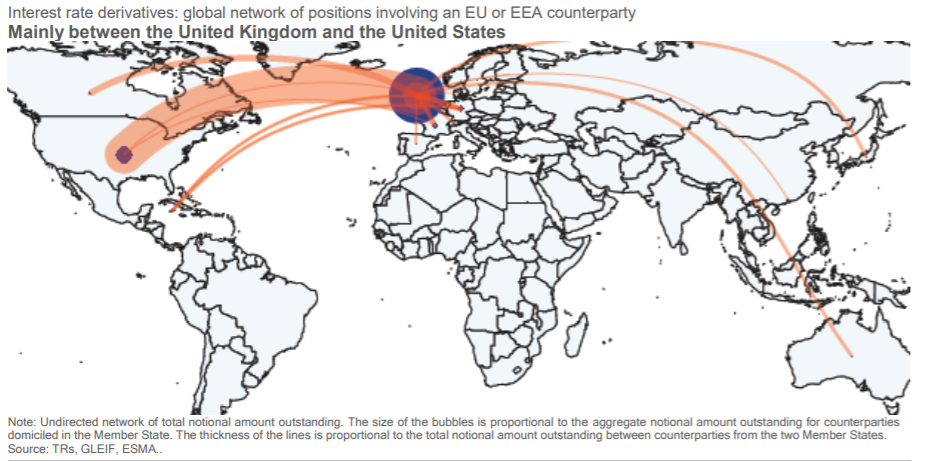 Interest rate derivatives: global network of positions involving an EU or EEA counterparty
Mainly between the United Kingdom and the United States
Note: Undirected network of total notional amount outstanding. The size of the bubbles is proportional to the aggregate notional amount outstanding for counterparties
domiciled in the Member State. The thickness of the lines is proportional to the total notional amount outstanding between counterparties from the two Member States.
Source: TRs, GLEIF, ESMA..